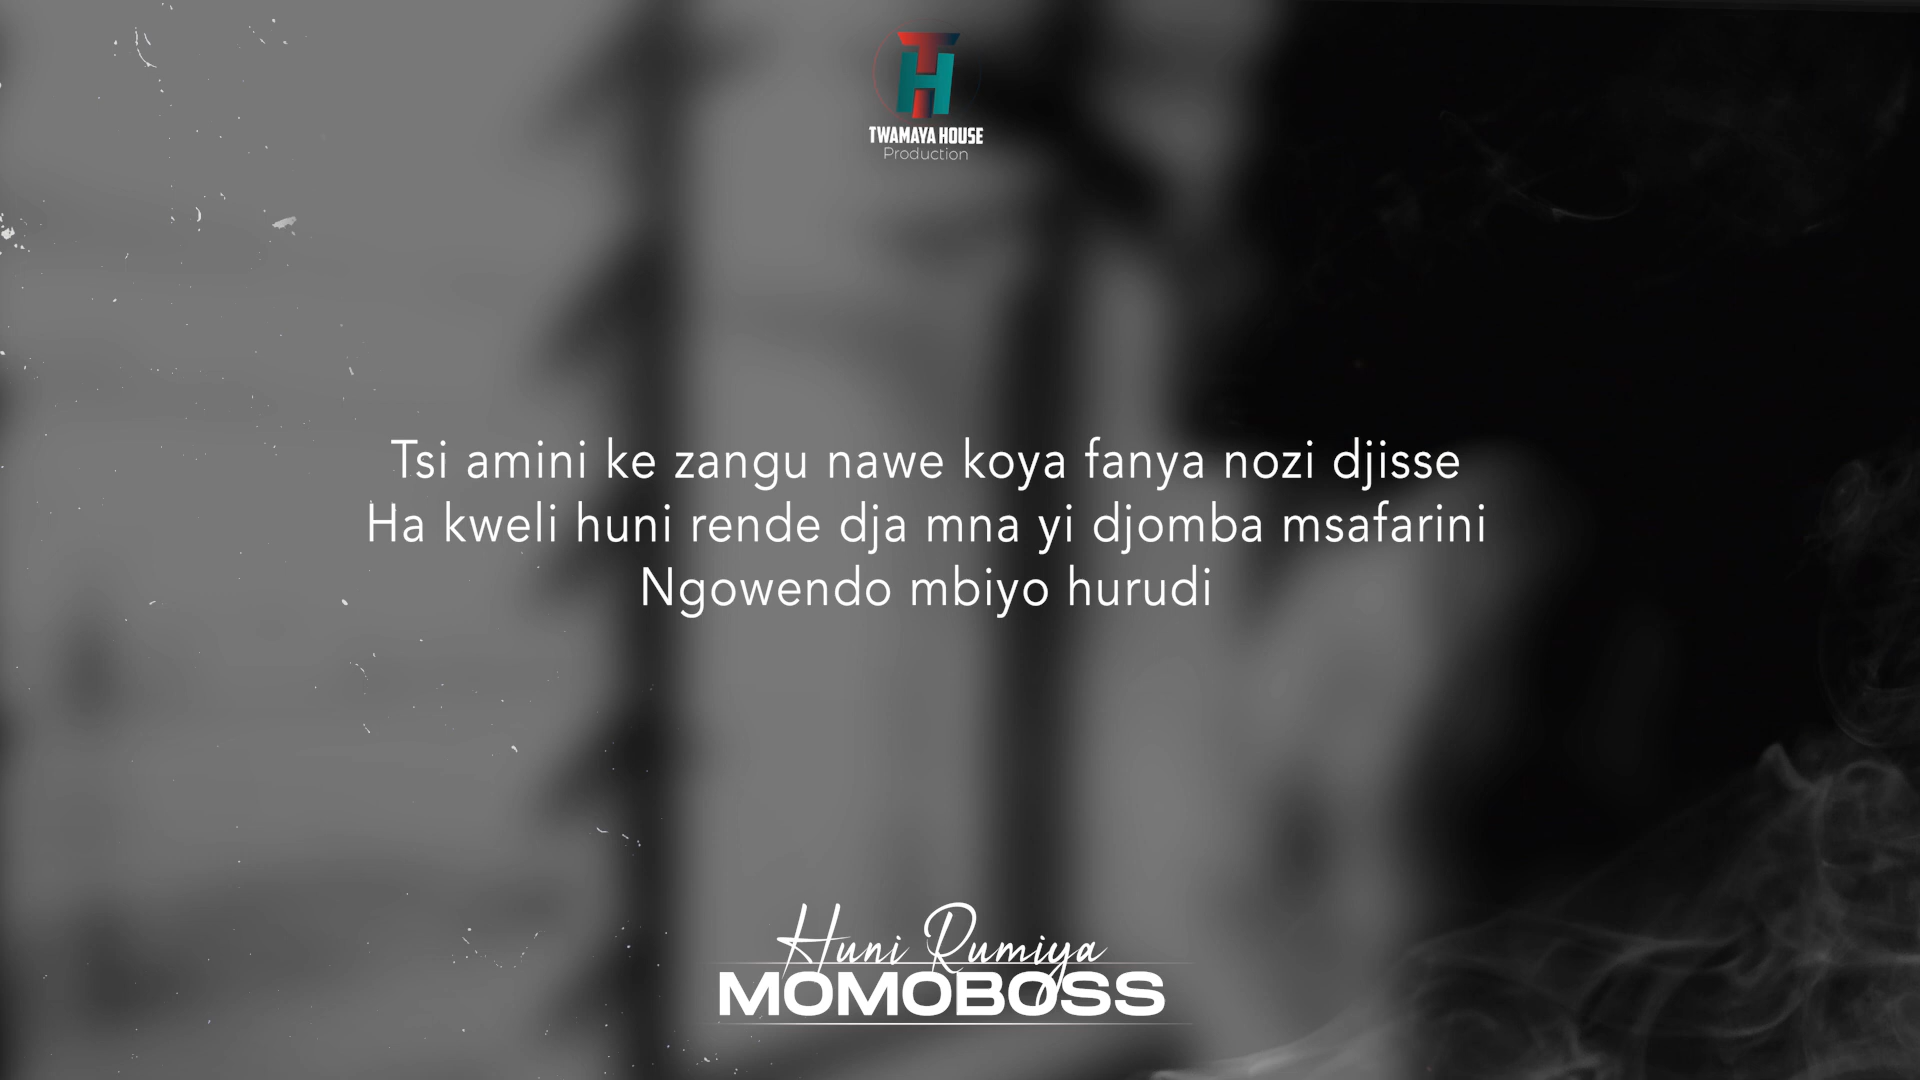 TH
TWAMAYA HOUSE
Production
Tsi amini ke zangu nawe koya fanya nozi djisse
Ha kweli huni rende dja mna yi djomba msafarini
Ngowendo mbiyo hurudi
Huni Rumiya
MOMOBOSS